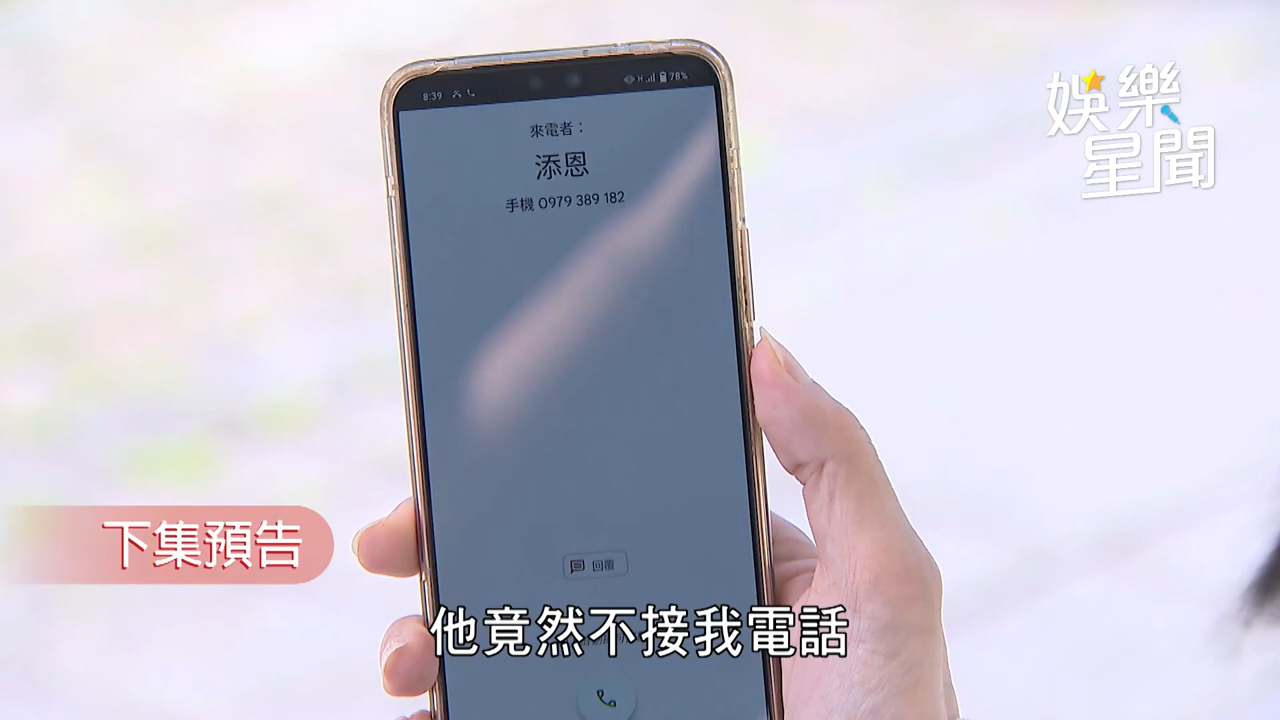 娛樂
星聞
8:39
H
78%
來電者：
添恩
手機 0979 389 182
下集預告
回覆
他竟然不接我電話